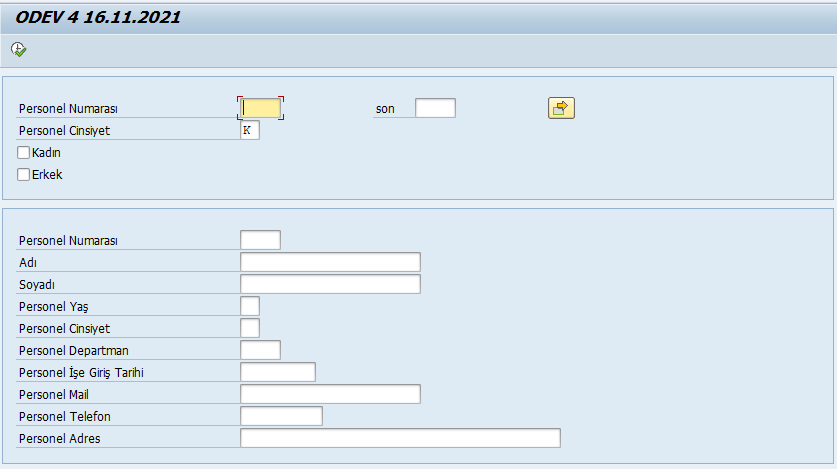 ODEV 4 16.11.2021
Personel Numarası son
Personel Cinsiyet K
Kadın
Erkek
Personel Numarası
Adı
Soyadı
Personel Yaş
Personel Cinsiyet
Personel Departman
Personel İşe Giriş Tarihi
Personel Mail
Personel Telefon
Personel Adres